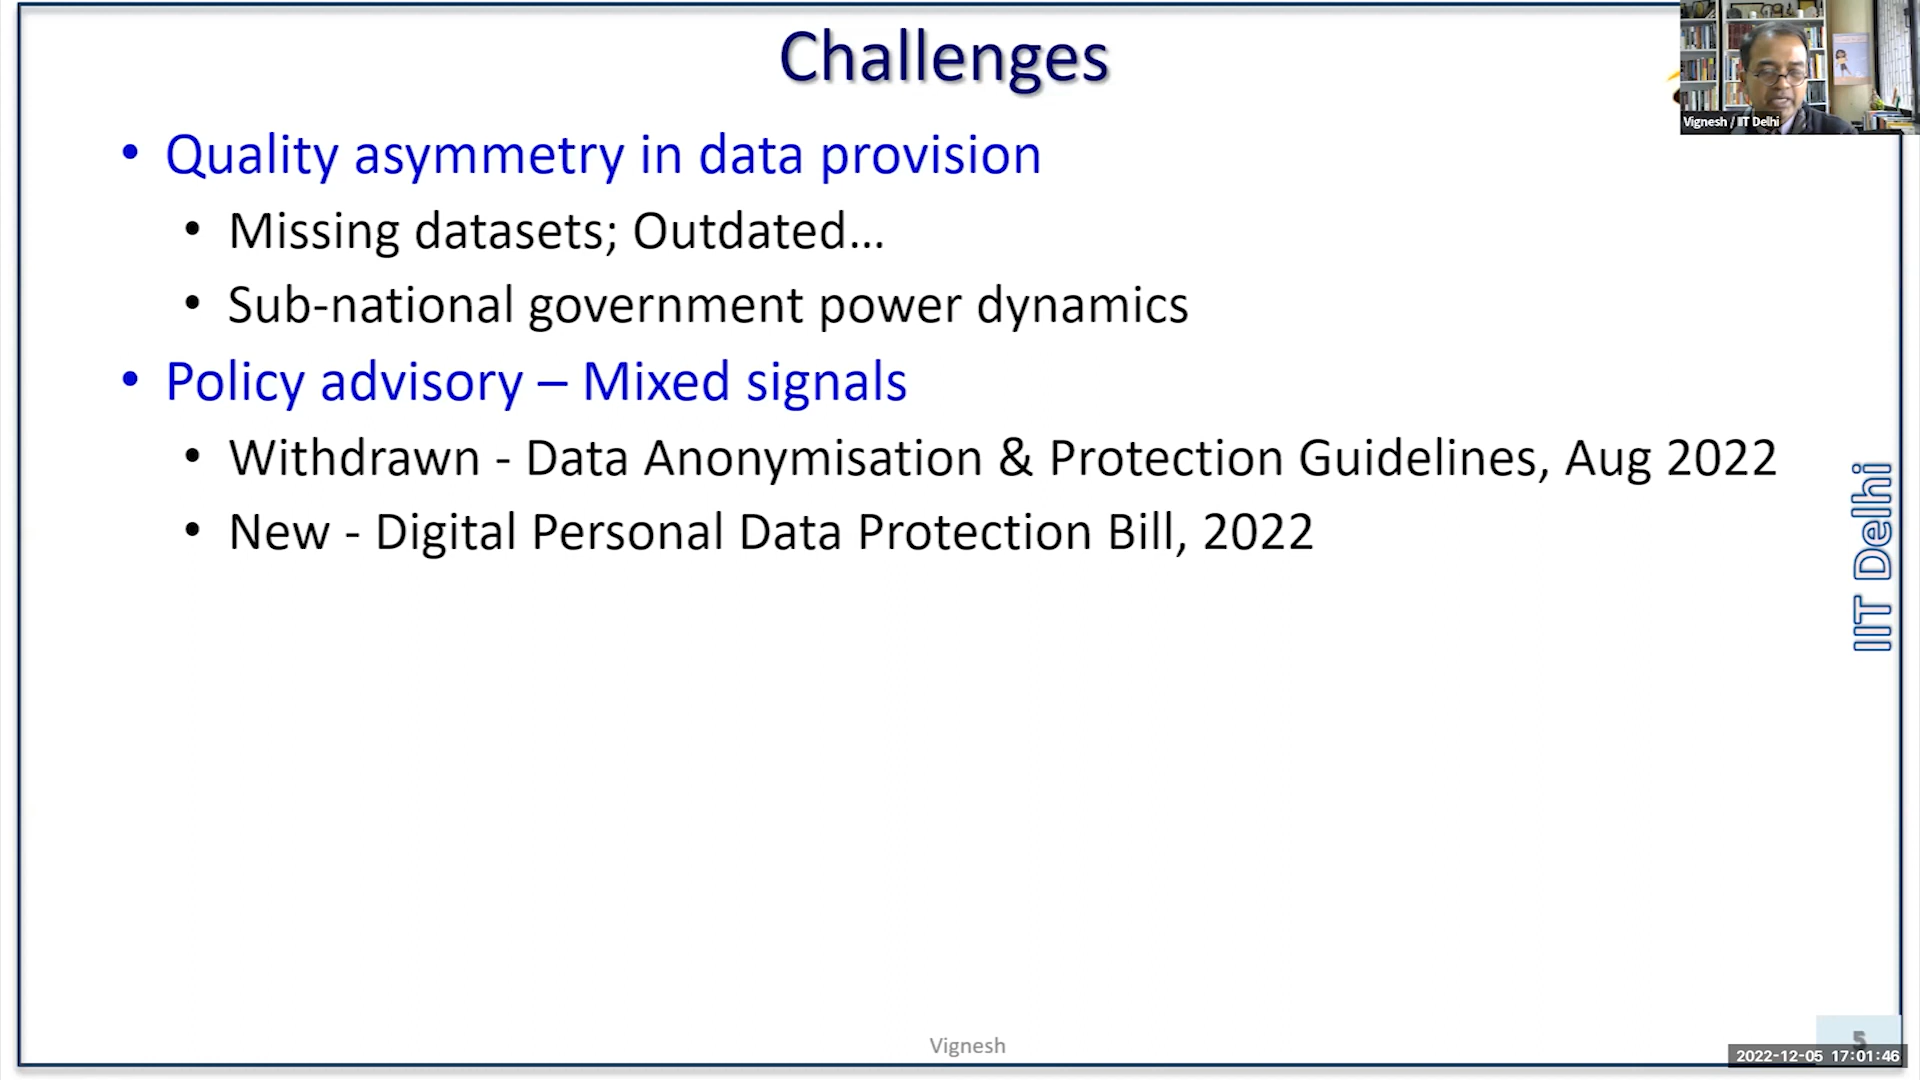 Challenges
Vignesh / IIT Delhi
• Quality asymmetry in data provision
• Missing datasets; Outdated...
• Sub-national government power dynamics
• Policy advisory – Mixed signals
• Withdrawn - Data Anonymisation & Protection Guidelines, Aug 2022
• New - Digital Personal Data Protection Bill, 2022
IIT Delhi
Vignesh
5
2022-12-05 17:01:46